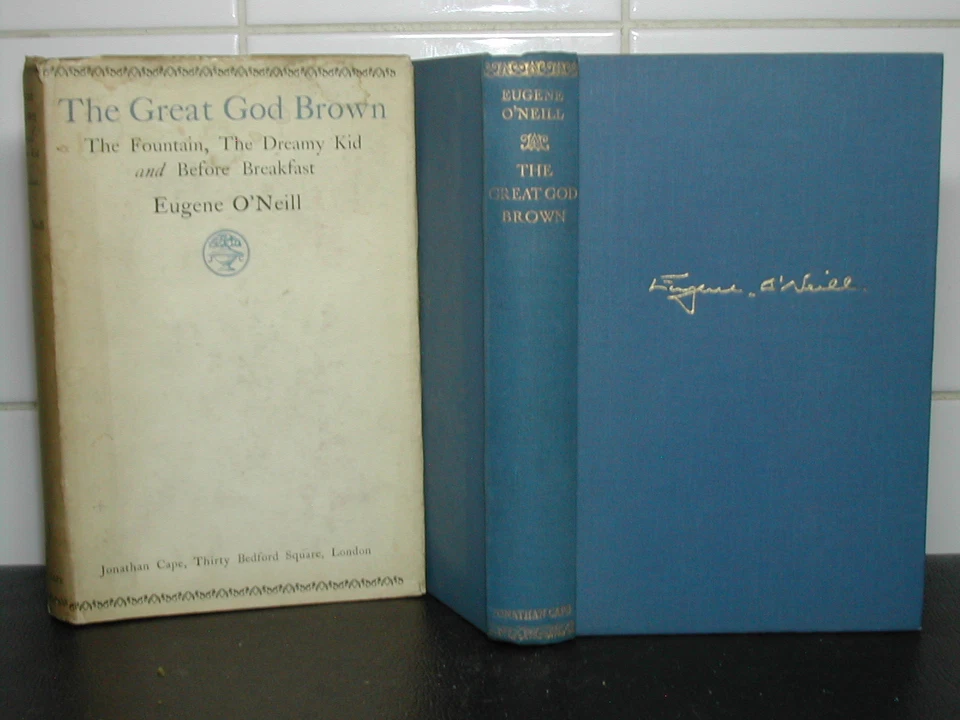 The Great God Brown
The Fountain, The Dreamy Kid
and Before Breakfast
Eugene O'Neill
Jonathan Cape, Thirty Bedford Square, London
EUGENE
O'NEILL
THE
GREAT GOD
BROWN
JONATHAN CAPE
Eugene O'Neill